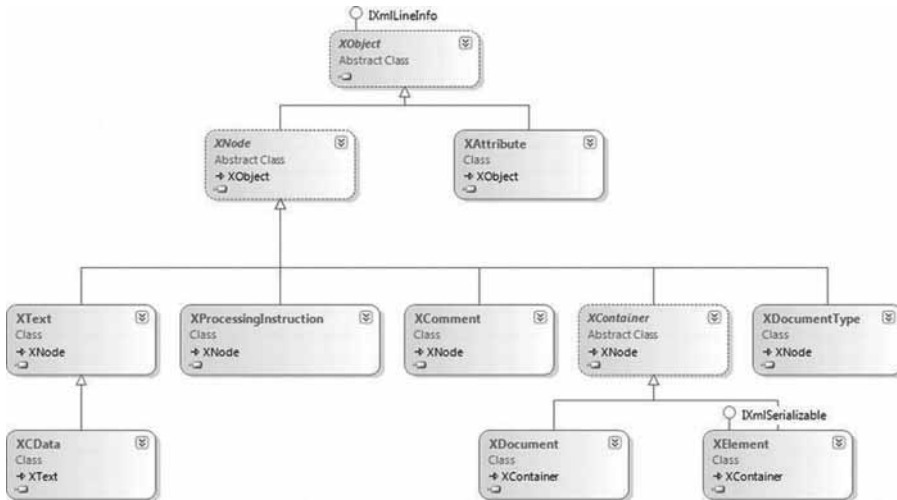 IXmlLineInfo
XObject
Abstract Class
XNode
Abstract Class
XObject
XAttribute
Class
XObject
XText
Class
XNode
XProcessingInstruction
Class
XNode
XComment
Class
XNode
XContainer
Abstract Class
XNode
XDocumentType
Class
XNode
IXmlSerializable
XCData
Class
XText
XDocument
Class
XContainer
XElement
Class
XContainer